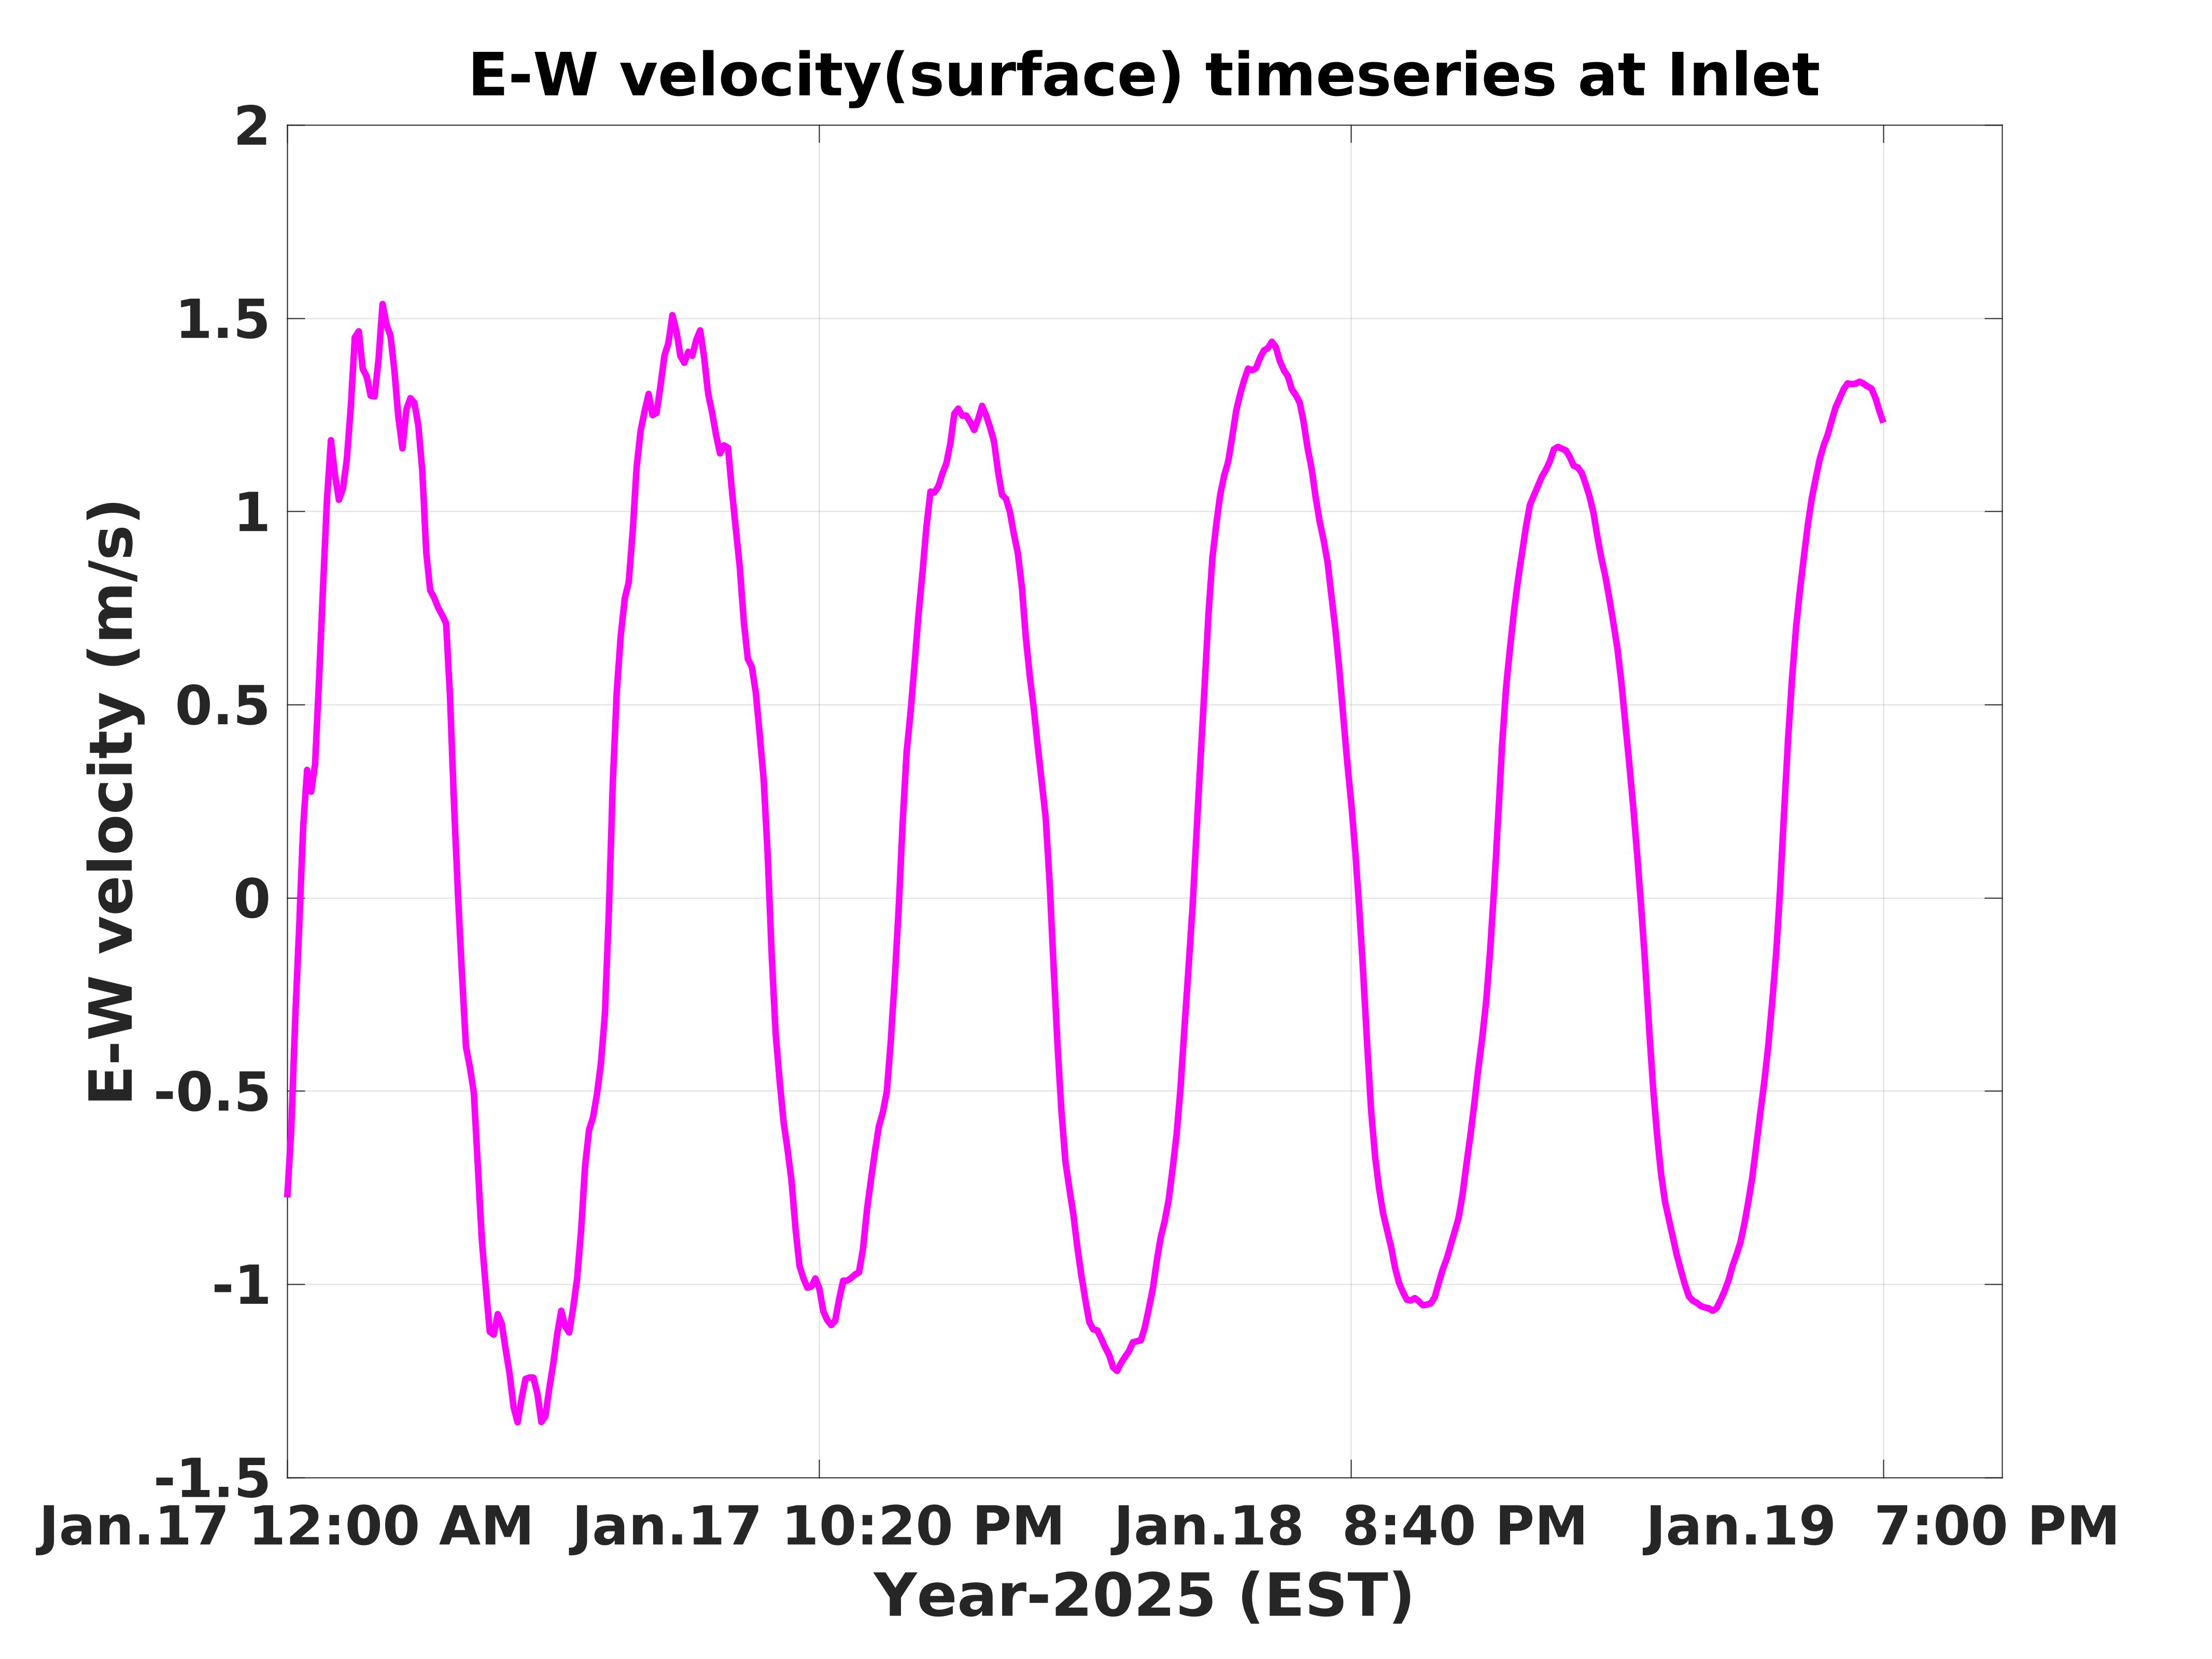 E-W velocity(surface) timeseries at Inlet
2
1.5
1
0.5
0
-0.5
-1
-1.5
E-W velocity (m/s)
Jan.17 12:00 AM Jan.17 10:20 PM Jan.18 8:40 PM Jan.19 7:00 PM
Year-2025 (EST)